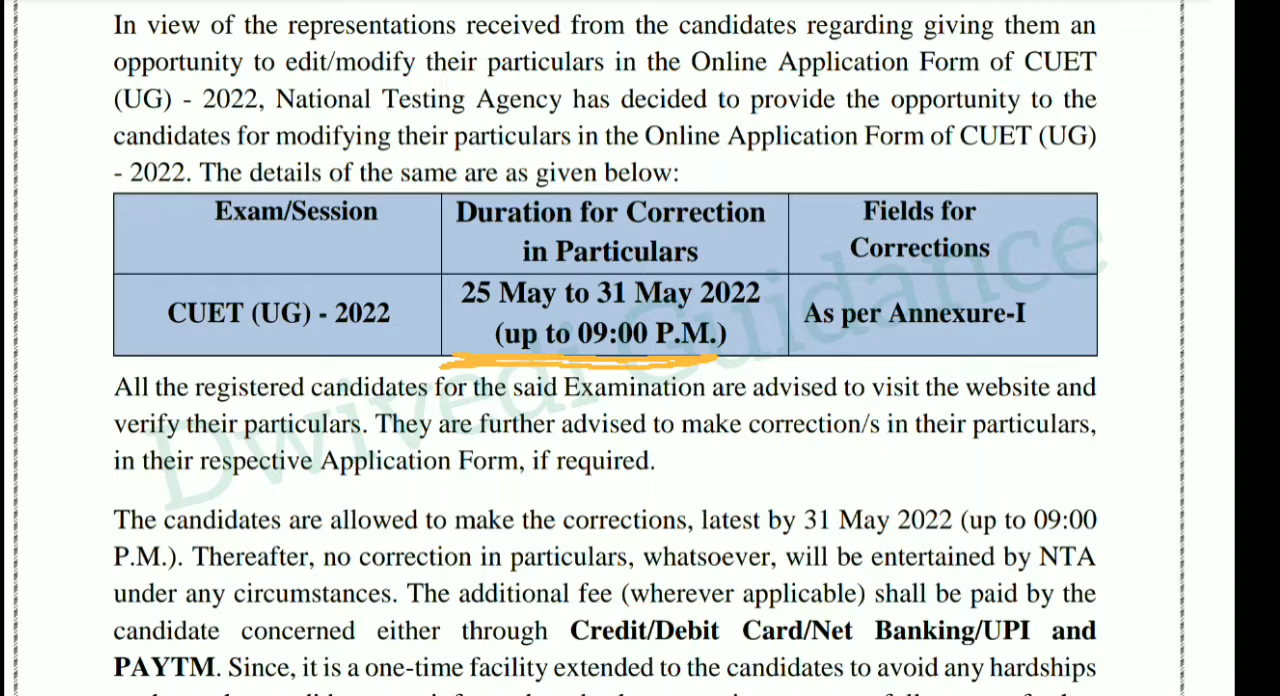 In view of the representations received from the candidates regarding giving them an
opportunity to edit/modify their particulars in the Online Application Form of CUET
(UG) - 2022, National Testing Agency has decided to provide the opportunity to the
candidates for modifying their particulars in the Online Application Form of CUET (UG)
- 2022. The details of the same are as given below:
Exam/Session
Duration for Correction
in Particulars
Fields for
Corrections
CUET (UG) - 2022
25 May to 31 May 2022
(up to 09:00 P.M.)
As per Annexure-I
All the registered candidates for the said Examination are advised to visit the website and
verify their particulars. They are further advised to make correction/s in their particulars,
in their respective Application Form, if required.
The candidates are allowed to make the corrections, latest by 31 May 2022 (up to 09:00
P.M.). Thereafter, no correction in particulars, whatsoever, will be entertained by NTA
under any circumstances. The additional fee (wherever applicable) shall be paid by the
candidate concerned either through Credit/Debit Card/Net Banking/UPI and
PAYTM. Since, it is a one-time facility extended to the candidates to avoid any hardships
Dwivedi Guidance